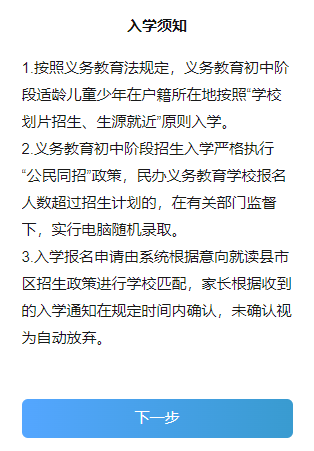 入学须知
1.按照义务教育法规定，义务教育初中阶
段适龄儿童少年在户籍所在地按照“学校
划片招生、生源就近”原则入学。
2.义务教育初中阶段招生入学严格执行
“公民同招”政策，民办义务教育学校报名
人数超过招生计划的，在有关部门监督
下，实行电脑随机录取。
3.入学报名申请由系统根据意向就读县市
区招生政策进行学校匹配，家长根据收到
的入学通知在规定时间内确认，未确认视
为自动放弃。
下一步